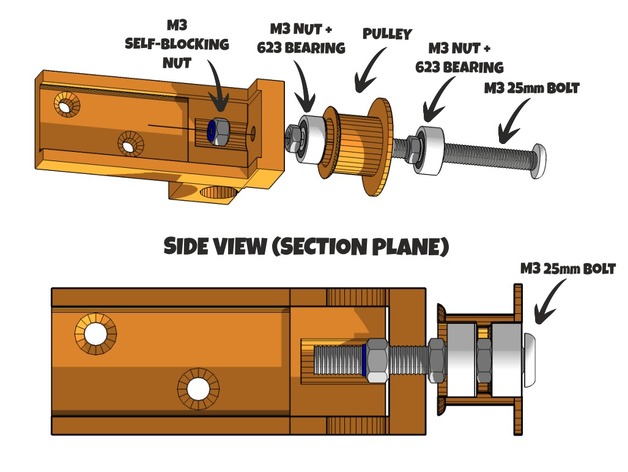 M3
SELF-BLOCKING
NUT
M3 NUT +
623 BEARING
PULLEY
M3 NUT +
623 BEARING
M3 25mm BOLT
SIDE VIEW (SECTION PLANE)
M3 25mm BOLT